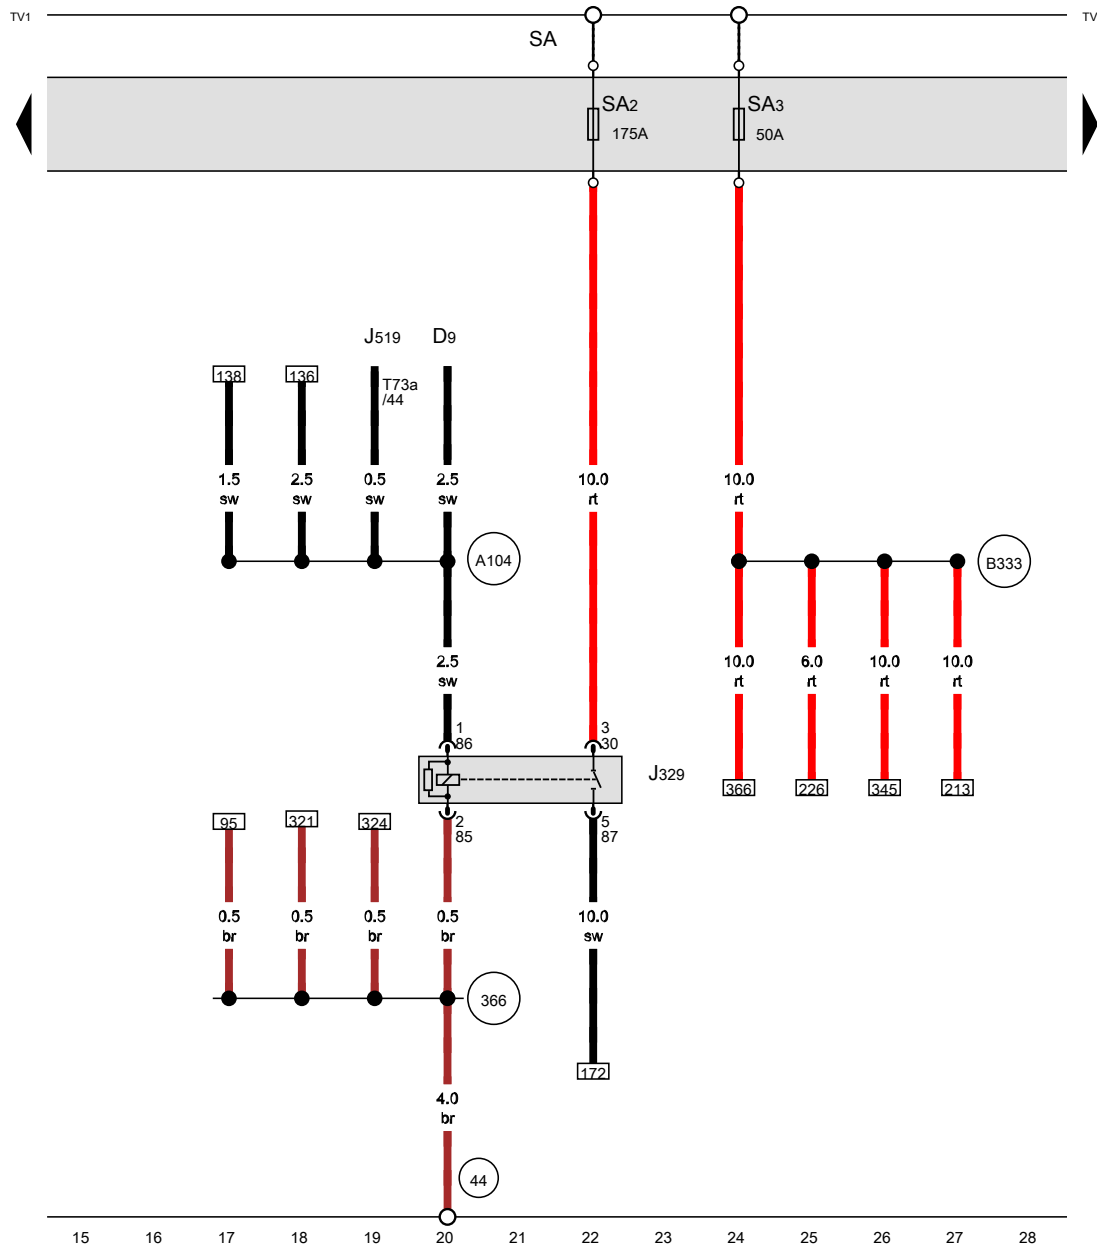 TV1
TV
SA
SA2
SA3
175A
50A
J519
D9
138
136
T73a
/44
1.5
2.5
0.5
2.5
10.0
10.0
sw
sw
sw
sw
rt
rt
A104
B333
2.5
10.0
6.0
10.0
10.0
sw
rt
rt
rt
rt
1
3
86
30
J329
366
226
345
213
95
321
324
2
5
85
87
0.5
0.5
0.5
0.5
10.0
br
br
br
br
sw
366
172
4.0
br
44
15 16 17 18 19 20 21 22 23 24 25 26 27 28